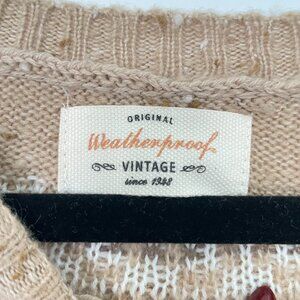 ORIGINAL
Weatherproof
VINTAGE
since 1948